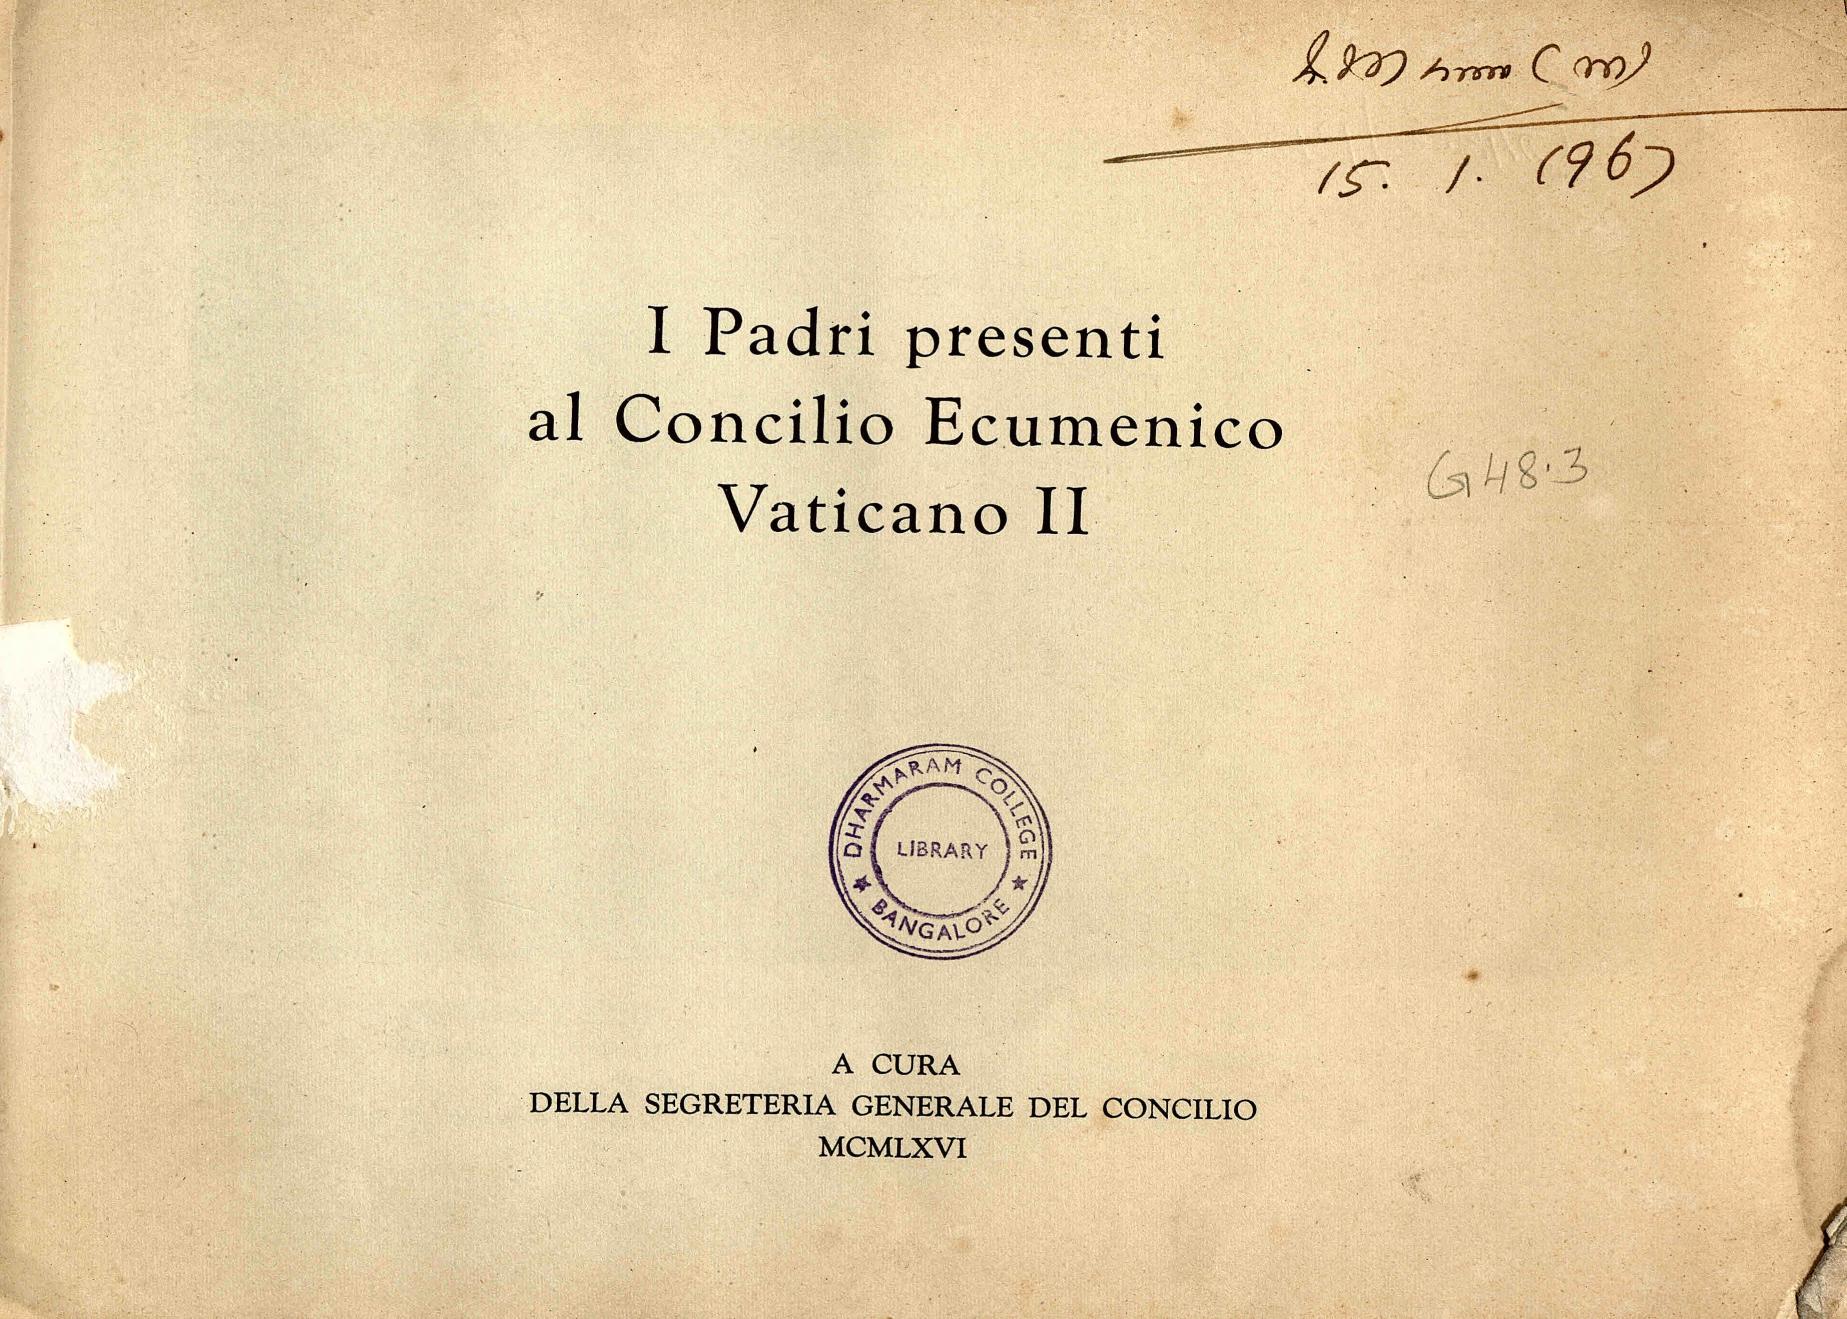 15. 1. 1967
I Padri presenti
al Concilio Ecumenico
Vaticano II
G48.3
DHARMARAM COLLEGE
LIBRARY
BANGALORE
A CURA
DELLA SEGRETERIA GENERALE DEL CONCILIO
MCMLXVI